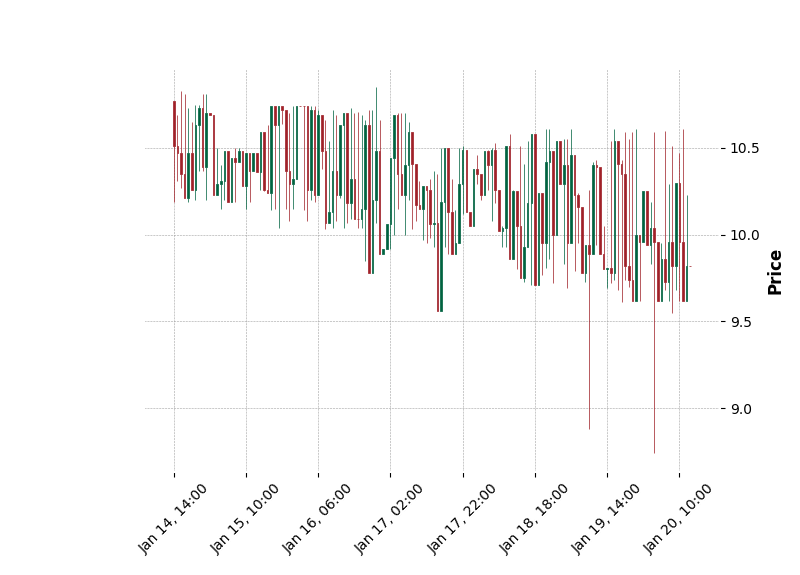 10.5
10.0
9.5
9.0
Price
Jan 14, 14:00
Jan 15, 10:00
Jan 16, 06:00
Jan 17, 02:00
Jan 17, 22:00
Jan 18, 18:00
Jan 19, 14:00
Jan 20, 10:00